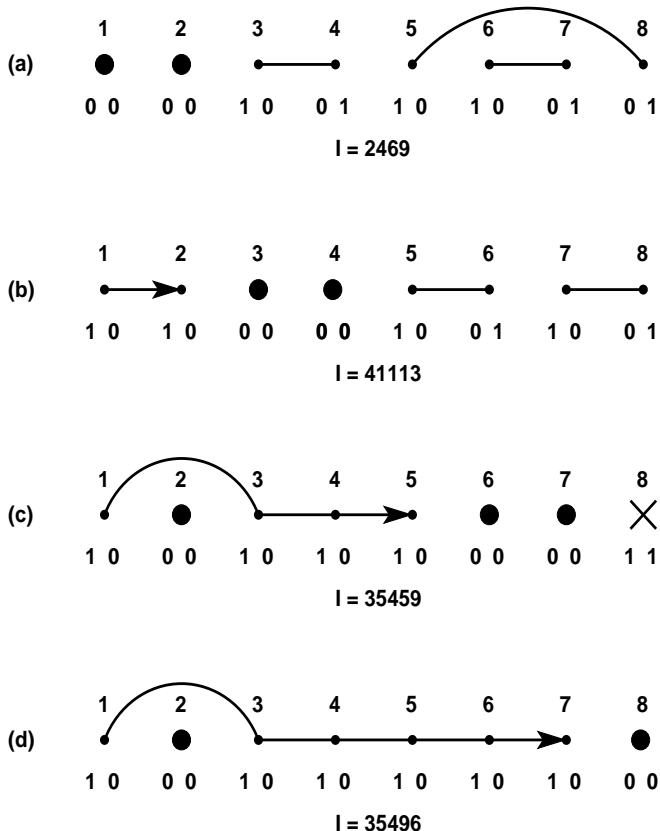 1 2 3 4 5 6 7 8
(a)
0 0 0 0 1 0 0 1 1 0 1 0 0 1 0 1
I = 2469
1 2 3 4 5 6 7 8
(b)
1 0 1 0 0 0 0 0 1 0 0 1 1 0 0 1
I = 41113
1 2 3 4 5 6 7 8
(c)
1 0 0 0 1 0 1 0 1 0 0 0 0 0 1 1
I = 35459
1 2 3 4 5 6 7 8
(d)
1 0 0 0 1 0 1 0 1 0 1 0 1 0 0 0
I = 35496